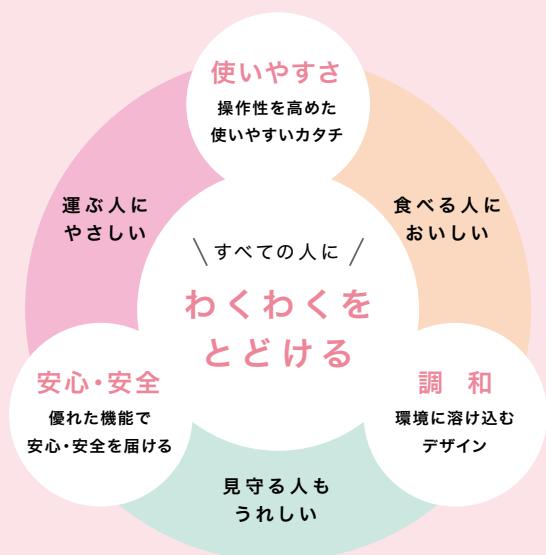 使いやすさ
操作性を高めた
使いやすいカタチ
運ぶ人に
やさしい
食べる人に
おいしい
\すべての人に/
わくわくを
とどける
安心・安全
優れた機能で
安心・安全を届ける
調 和
環境に溶け込む
デザイン
見守る人も
うれしい